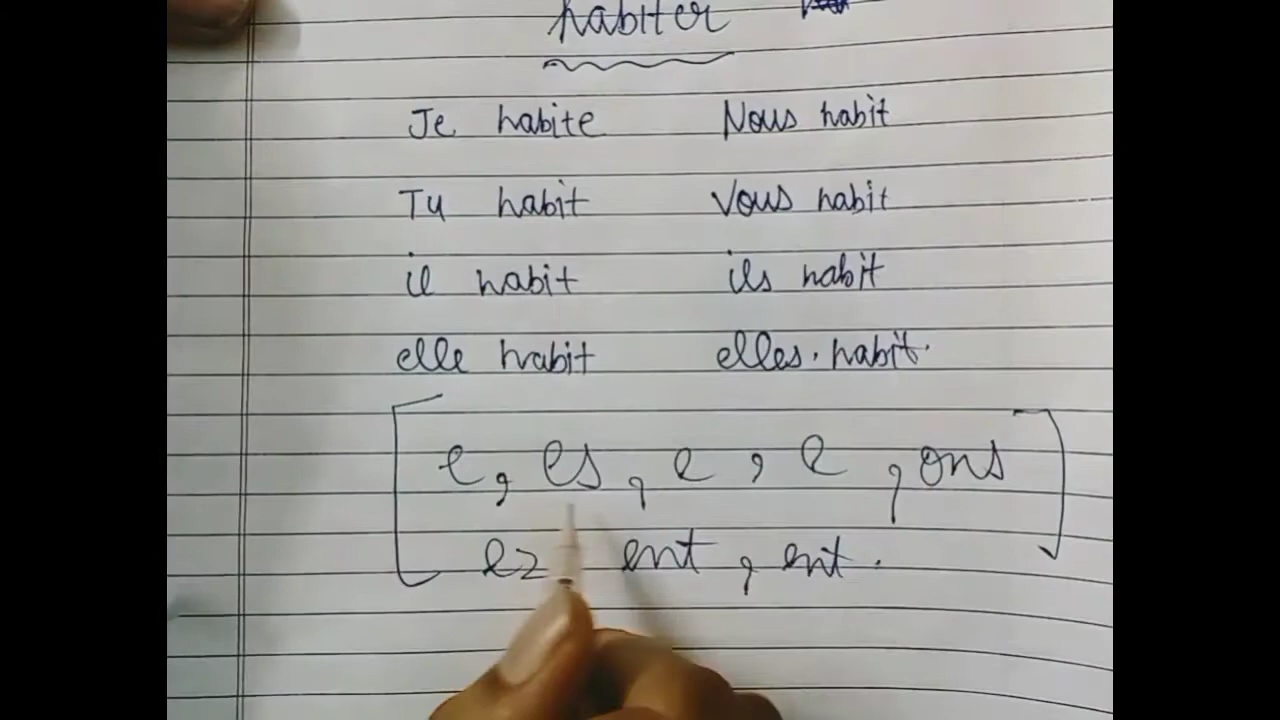 habiter
Je habite Nous habit
Tu habit Vous habit
il habit ils habit
elle habit elles. habit.
e, es, e, e, ons
ez ent, ent.